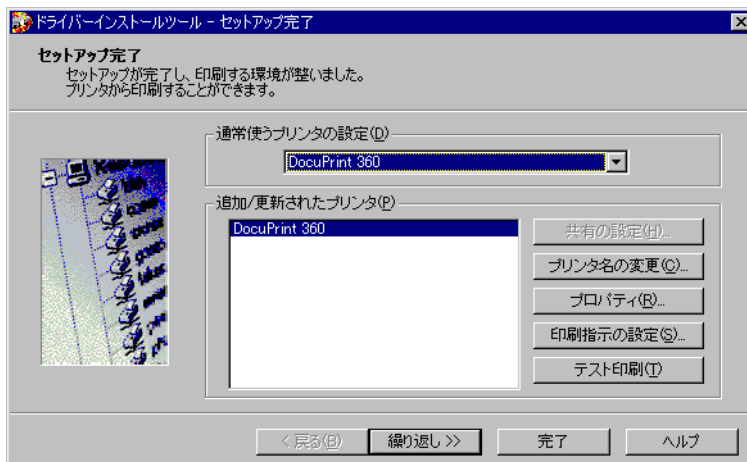 ドライバーインストールツール - セットアップ完了
セットアップ完了
セットアップが完了し、印刷する環境が整いました。
プリンタから印刷することができます。
通常使うプリンタの設定(D)
DocuPrint 360
追加/更新されたプリンタ(P)
DocuPrint 360
共有の設定(H)...
プリンタ名の変更(C)...
プロパティ(R)...
印刷指示の設定(S)...
テスト印刷(T)
< 戻る(B)
繰り返し >>
完了
ヘルプ